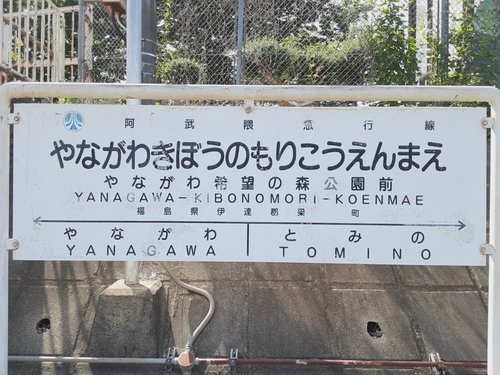 阿武隈急行線
やながわきぼうのもりこうえんまえ
やながわ希望の森公園前
YANAGAWA-KIBONOMORI-KOENMAE
福島県伊達郡梁町
やながわ とみの
YANAGAWA TOMINO